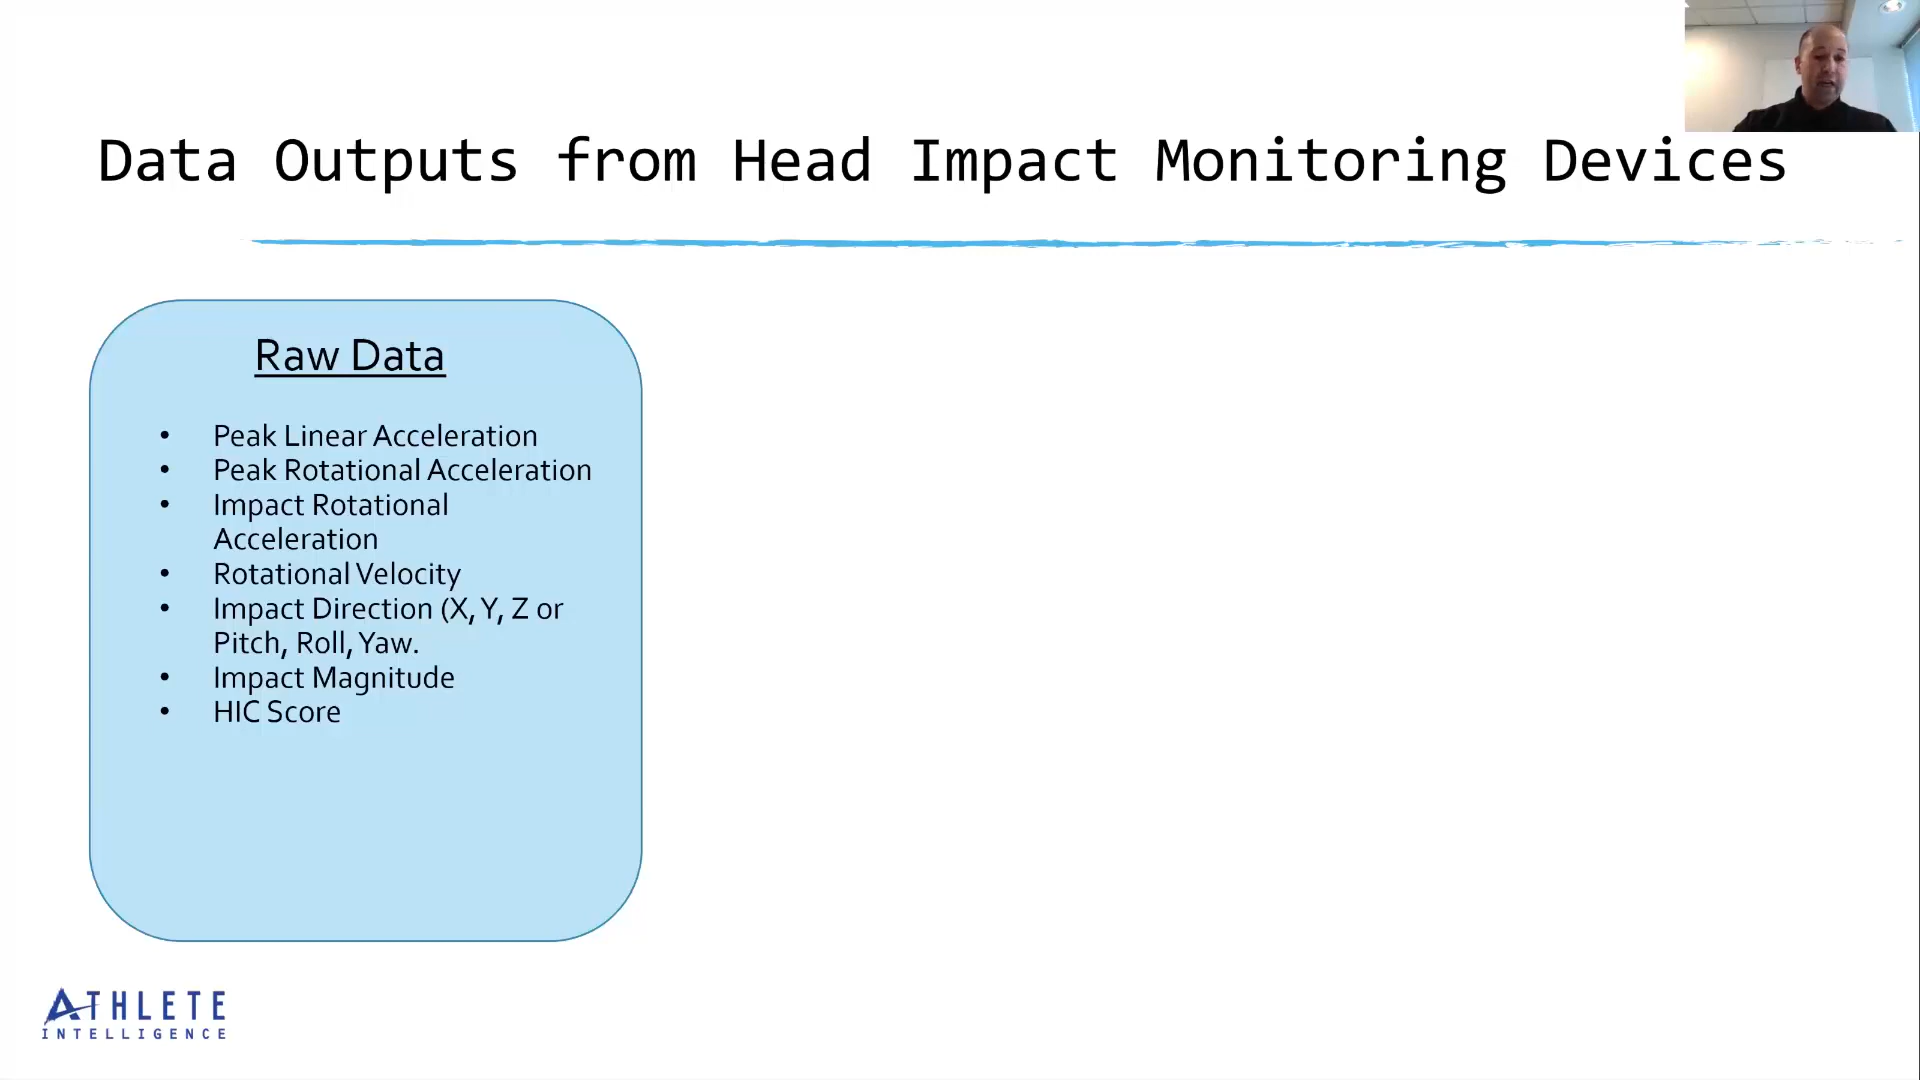 Data Outputs from Head Impact Monitoring Devices
Raw Data
• Peak Linear Acceleration
• Peak Rotational Acceleration
• Impact Rotational
Acceleration
• Rotational Velocity
• Impact Direction (X, Y, Z or
Pitch, Roll, Yaw.
• Impact Magnitude
• HIC Score
ATHLETE
INTELLIGENCE